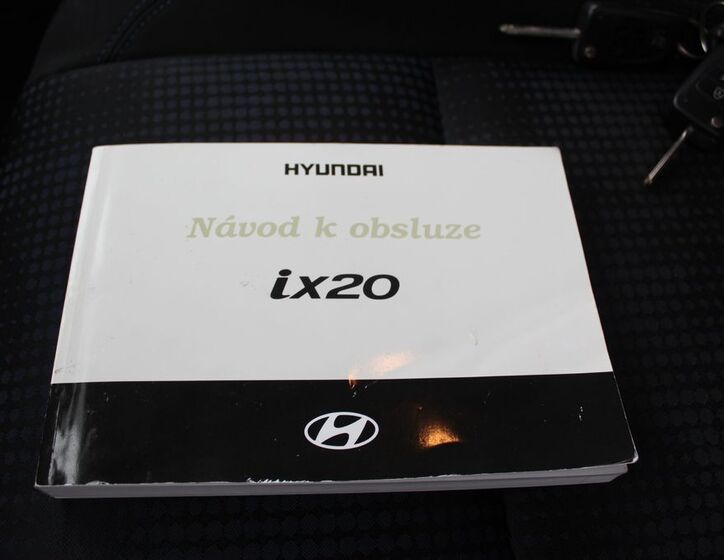 HYUNDAI
Návod k obsluze
ix20